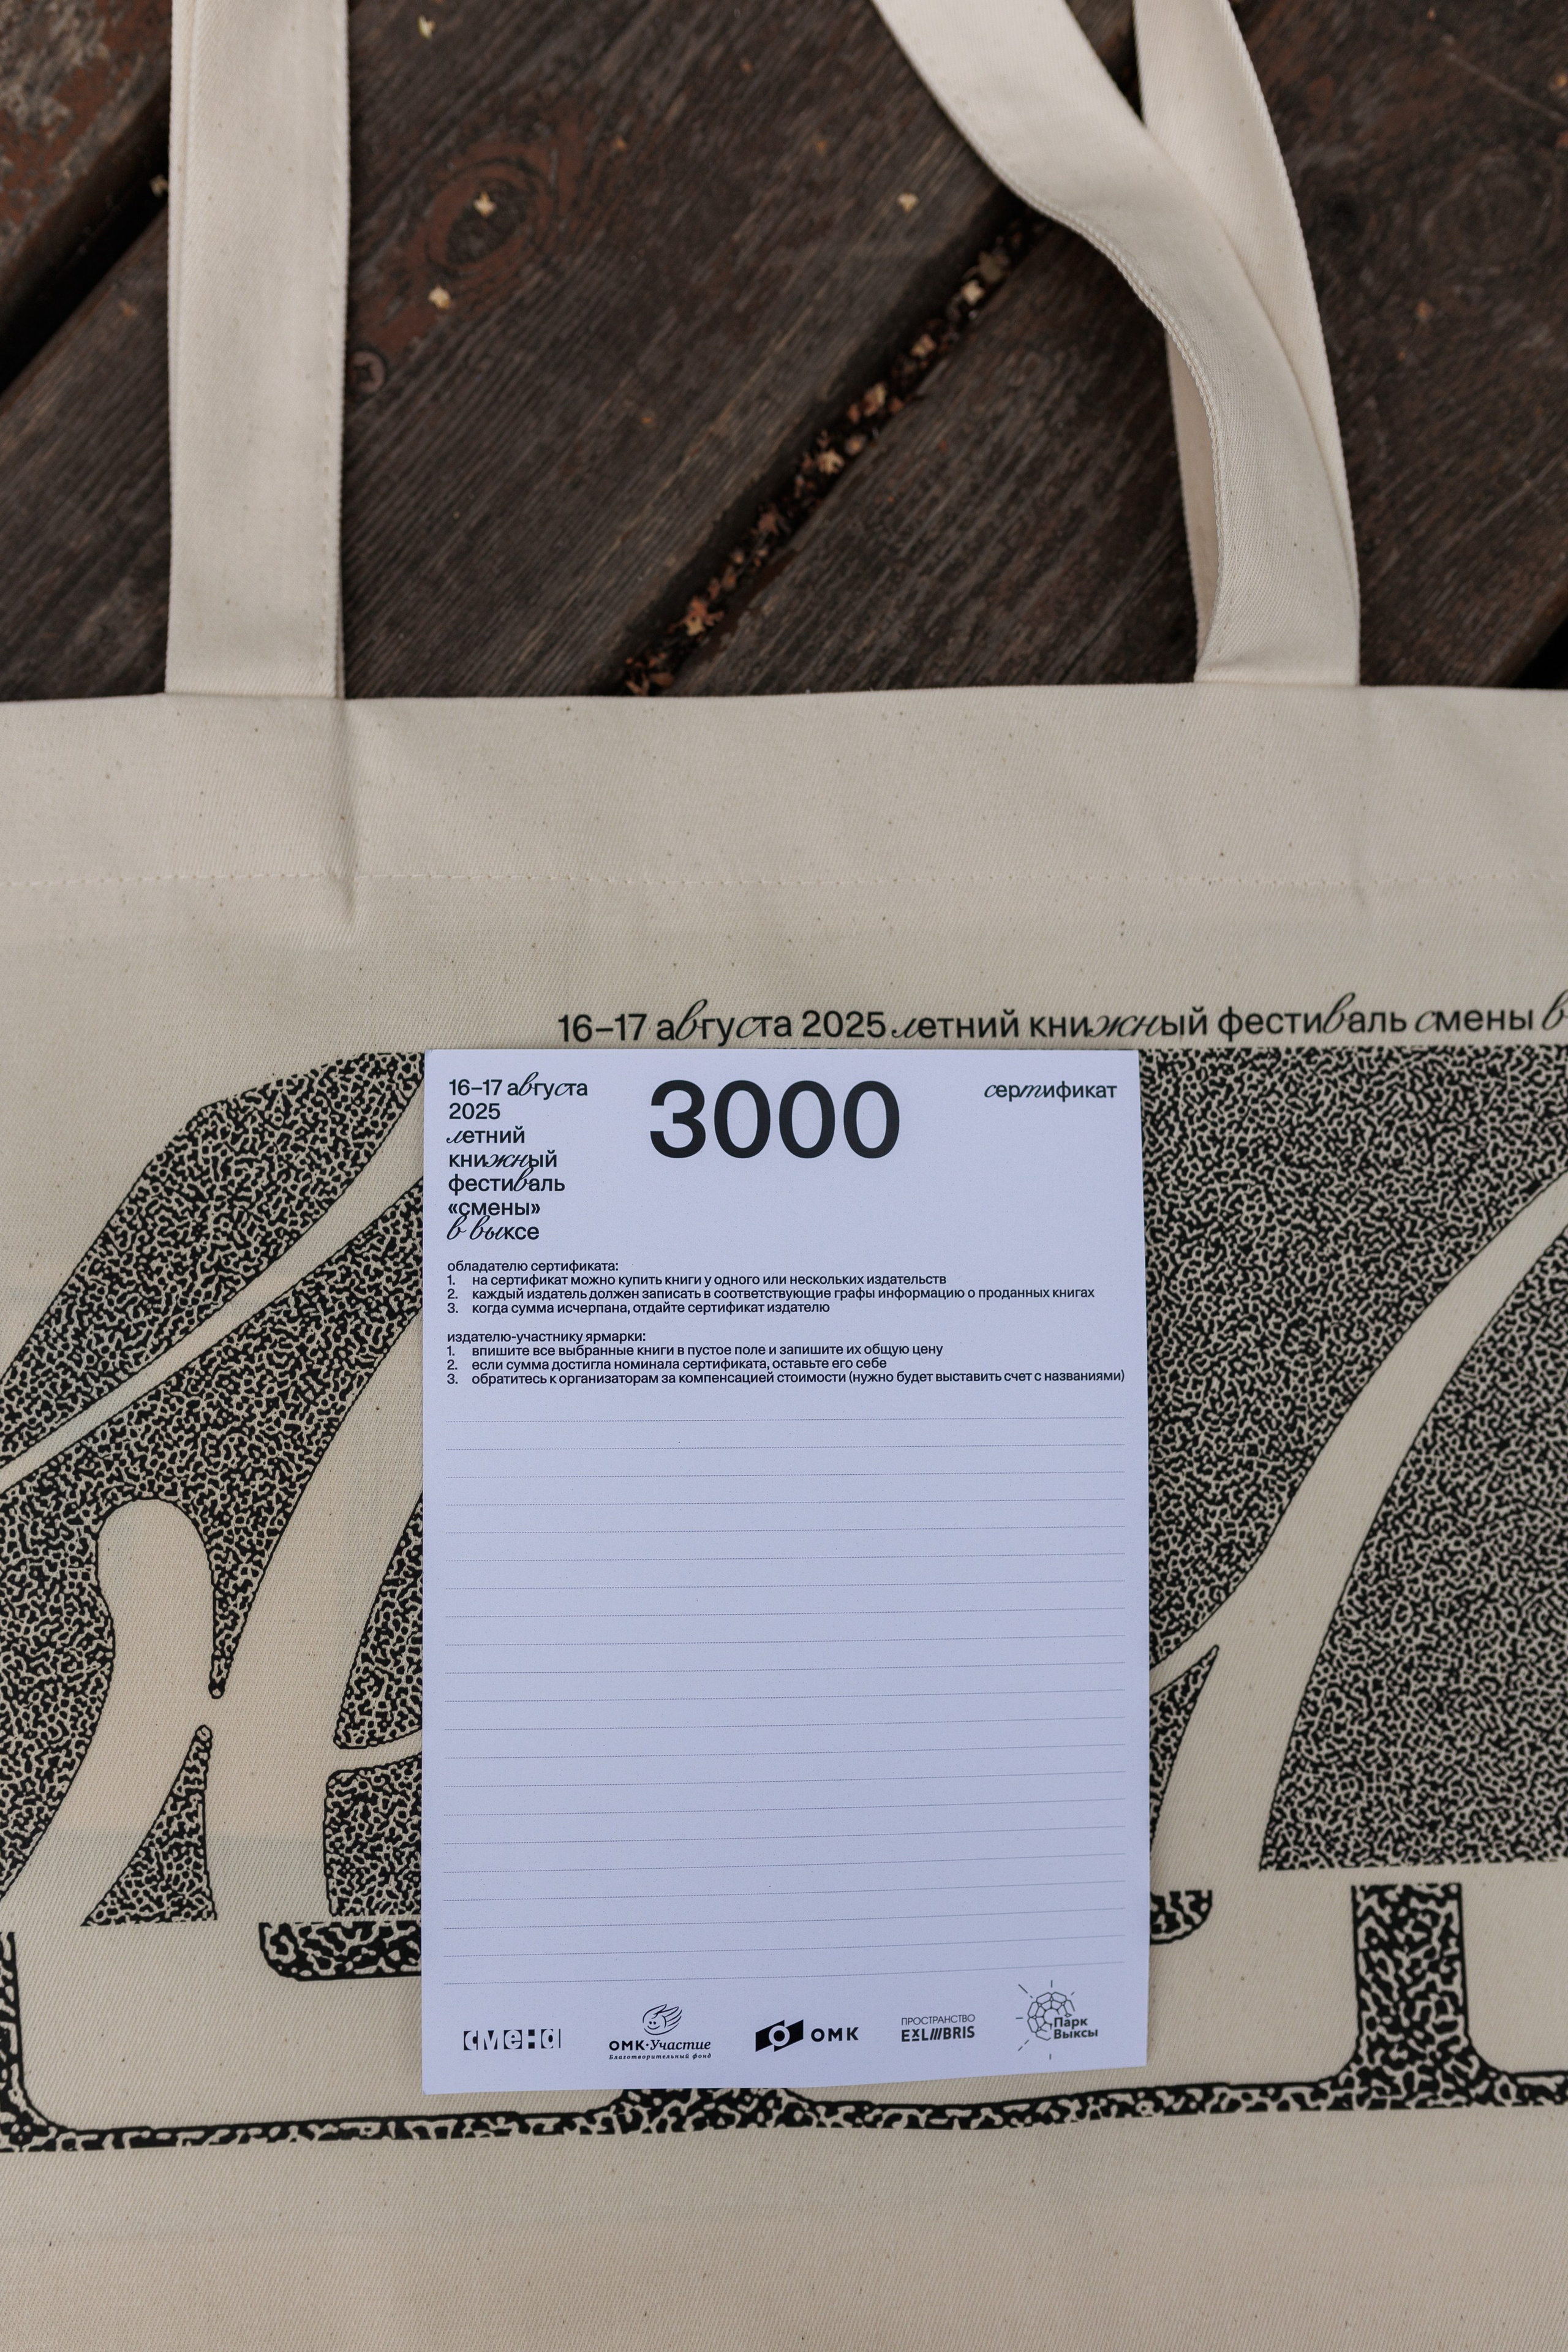 16–17 августа 2025 летний книжный фестиваль смены в
16–17 августа
2025
летний
книжный
фестиваль
«смены»
в выксе
3000
сертификат
обладателю сертификата:
1. на сертификат можно купить книги у одного или нескольких издательств
2. каждый издатель должен записать в соответствующие графы информацию о проданных книгах
3. когда сумма исчерпана, отдайте сертификат издателю
издателю-участнику ярмарки:
1. впишите все выбранные книги в пустое поле и запишите их общую цену
2. если сумма достигла номинала сертификата, оставьте его себе
3. обратитесь к организаторам за компенсацией стоимости (нужно будет выставить счет с названиями)
смена
ОМК·Участие
Благотворительный фонд
ОМК
ПРОСТРАНСТВО
EXLIBRIS
Парк
Выксы